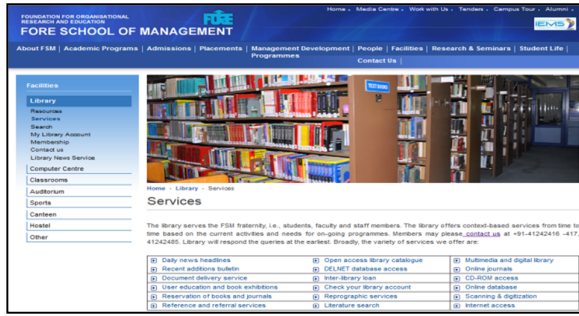 Home . Media Centre . Work with Us . Tenders . Campus Tour . Alumni .
FOUNDATION FOR ORGANISATIONAL
RESEARCH AND EDUCATION
FORE
FORE SCHOOL OF MANAGEMENT
IEMS
About FSM | Academic Programs | Admissions | Placements | Management Development | People | Facilities | Research & Seminars | Student Life |
Programmes
Contact Us |
Facilities
Library
Resources
Services
Search
My Library Account
Membership
Contact us
Library News Service
Computer Centre
Classrooms
Auditorium
Sports
Canteen
Hostel
Other
TEXT BOOKS
Home - Library - Services
Services
The library serves the FSM fraternity, i.e., students, faculty and staff members. The library offers context-based services from time to
time based on the current activities and needs for on-going programmes. Members may please contact us at +91-41242416 -417,
41242485. Library will respond the queries at the earliest. Broadly, the variety of services we offer are:
Daily news headlines
Open access library catalogue
Multimedia and digital library
Recent additions bulletin
DELNET database access
Online journals
Document delivery service
Inter-library loan
CD-ROM access
User education and book exhibitions
Check your library account
Online database
Reservation of books and journals
Reprographic services
Scanning & digitization
Reference and referral services
Literature search
Internet access